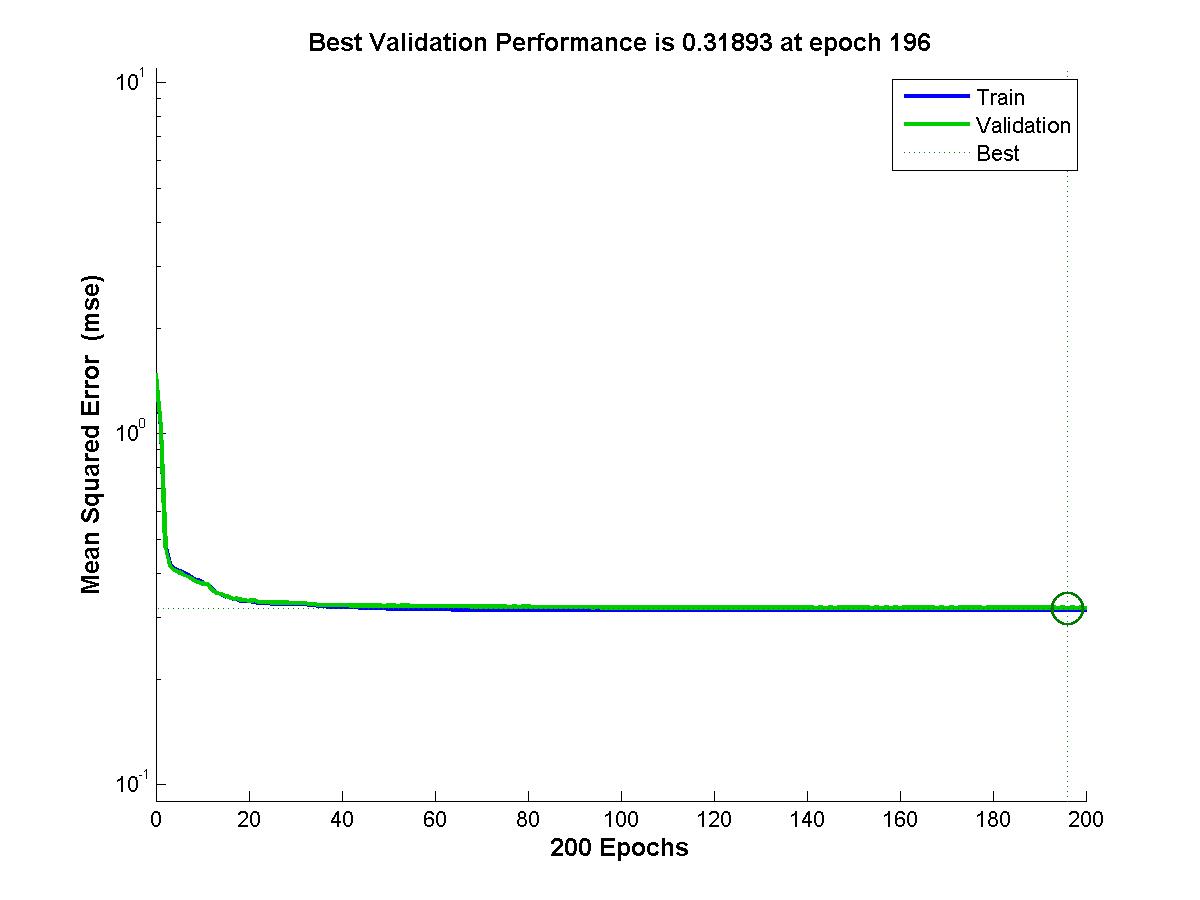 Best Validation Performance is 0.31893 at epoch 196
Train
Validation
Best
Mean Squared Error (mse)
10^1
10^0
10^-1
0 20 40 60 80 100 120 140 160 180 200
200 Epochs